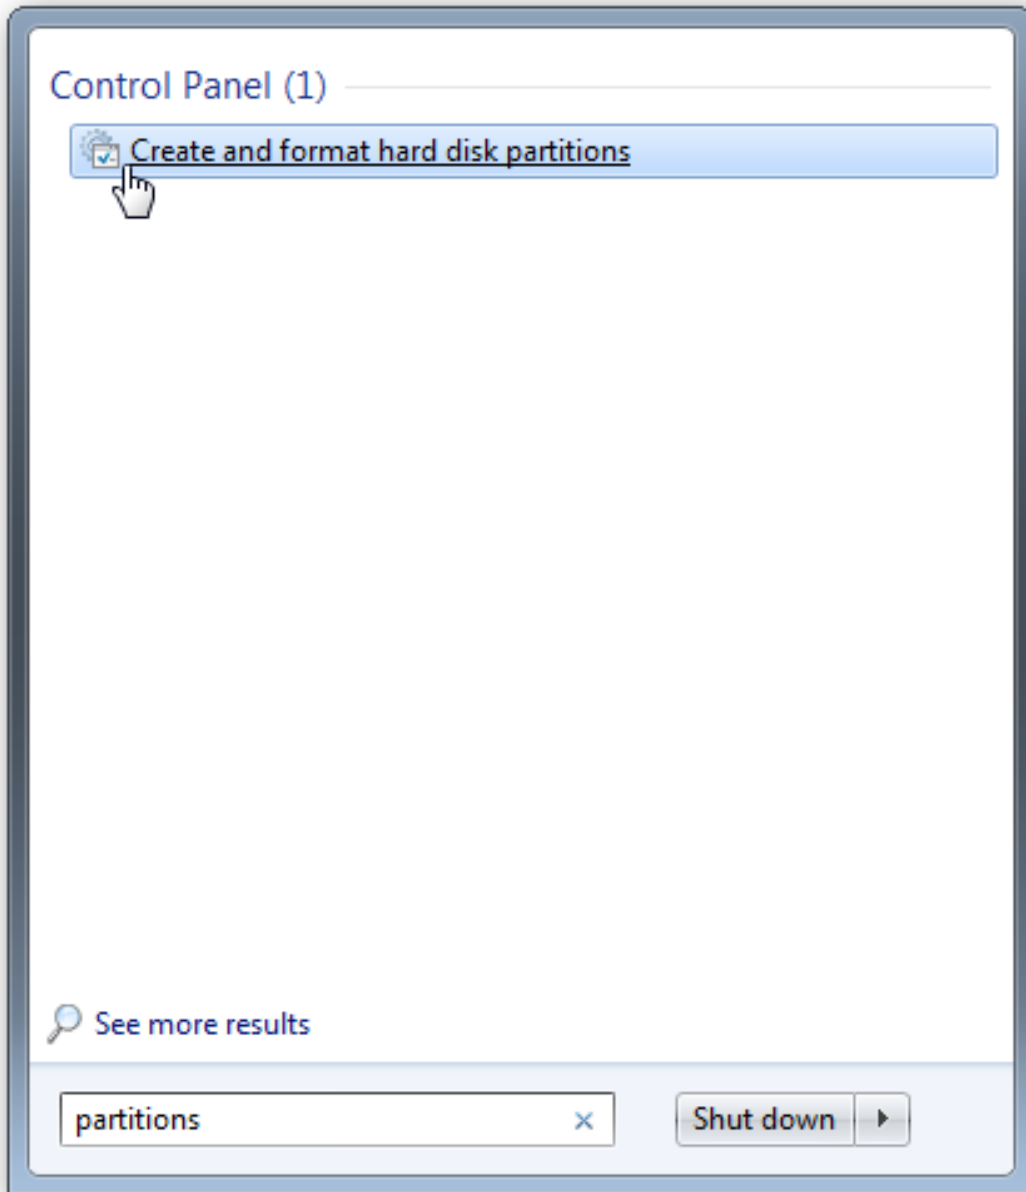 Control Panel (1)
Create and format hard disk partitions
See more results
partitions
Shut down